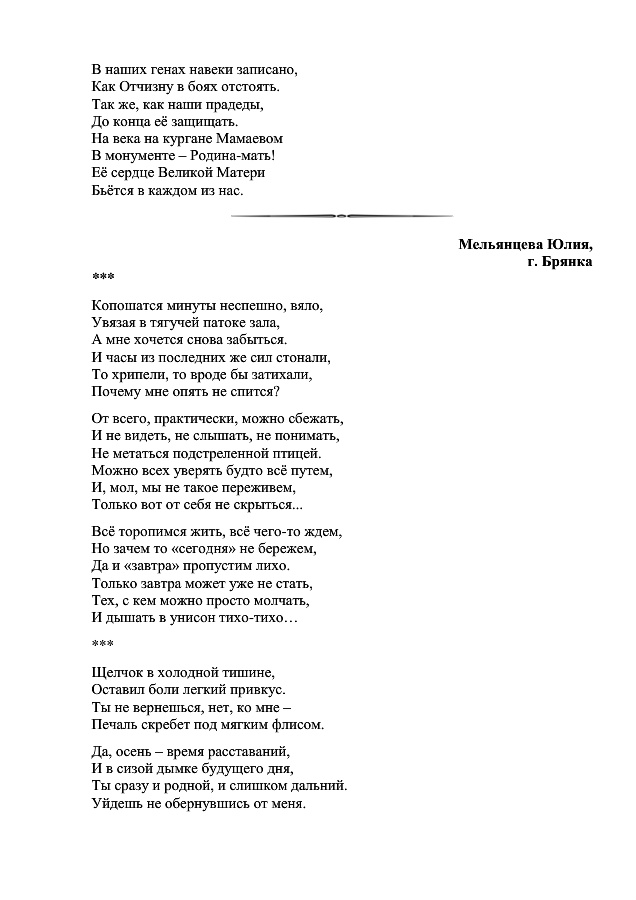 В наших генах навеки записано,
Как Отчизну в боях отстоять.
Так же, как наши прадеды,
До конца её защищать.
На века на кургане Мамаевом
В монументе – Родина-мать!
Её сердце Великой Матери
Бьётся в каждом из нас.
Мельянцева Юлия,
г. Брянка
***
Копошатся минуты неспешно, вяло,
Увязая в тягучей патоке зала,
А мне хочется снова забыться.
И часы из последних же сил стонали,
То хрипели, то вроде бы затихали,
Почему мне опять не спится?
От всего, практически, можно сбежать,
И не видеть, не слышать, не понимать,
Не метаться подстреленной птицей.
Можно всех уверять будто всё путем,
И, мол, мы не такое переживем,
Только вот от себя не скрыться...
Всё торопимся жить, всё чего-то ждем,
Но зачем то «сегодня» не бережем,
Да и «завтра» пропустим лихо.
Только завтра может уже не стать,
Тех, с кем можно просто молчать,
И дышать в унисон тихо-тихо…
***
Щелчок в холодной тишине,
Оставил боли легкий привкус.
Ты не вернешься, нет, ко мне –
Печаль скребет под мягким флисом.
Да, осень – время расставаний,
И в сизой дымке будущего дня,
Ты сразу и родной, и слишком дальний.
Уйдешь не обернувшись от меня.